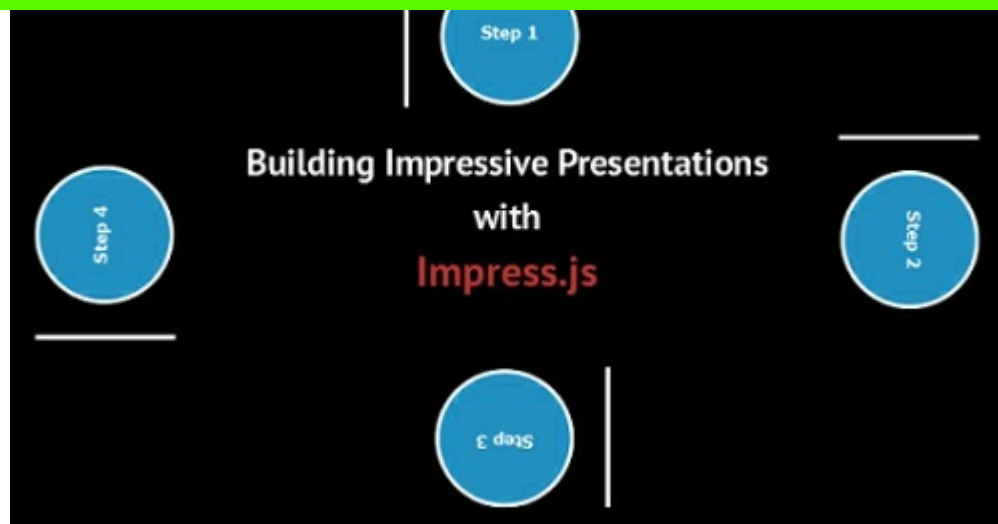 Step 1
Building Impressive Presentations
with
Impress.js
Step 4
Step 2
Step 3